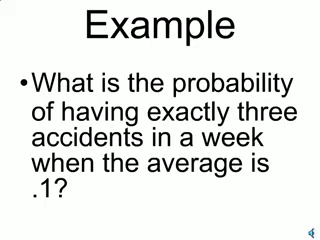 Example
•What is the probability
of having exactly three
accidents in a week
when the average is
.1?